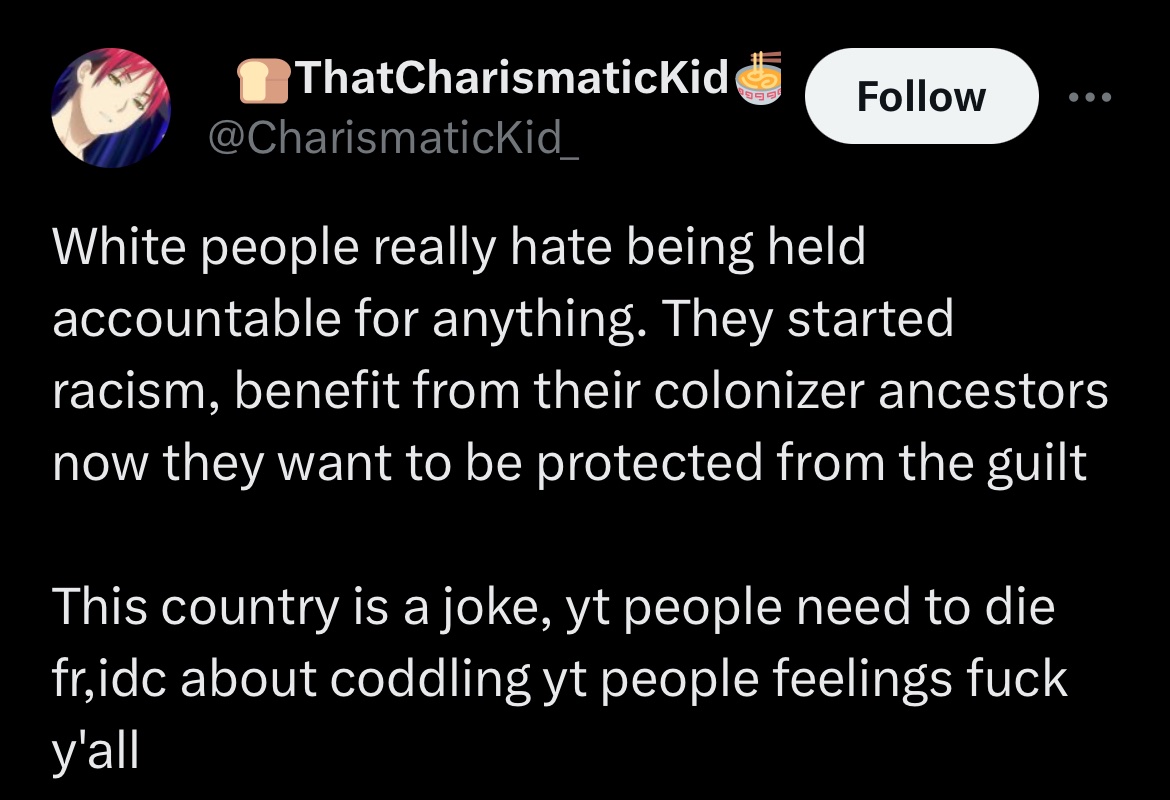 🍞ThatCharismaticKid🍜
Follow
@CharismaticKid_
White people really hate being held
accountable for anything. They started
racism, benefit from their colonizer ancestors
now they want to be protected from the guilt
This country is a joke, yt people need to die
fr,idc about coddling yt people feelings fuck
y'all